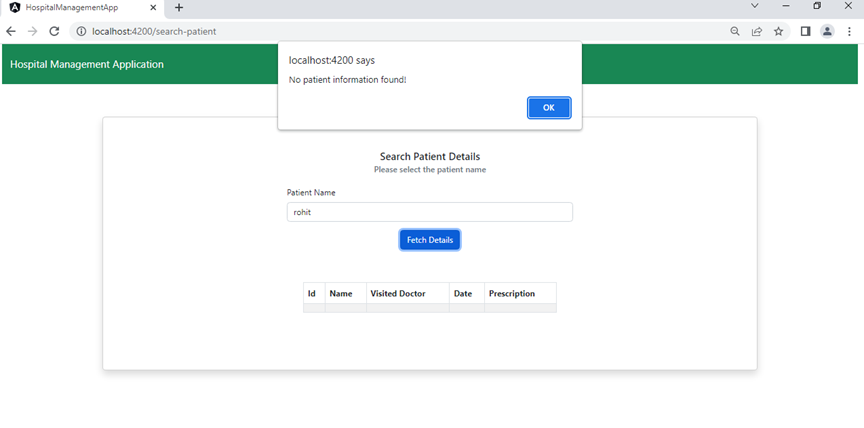 HospitalManagementApp
localhost:4200/search-patient
Hospital Management Application
localhost:4200 says
No patient information found!
OK
Search Patient Details
Please select the patient name
Patient Name
rohit
Fetch Details
Id Name Visited Doctor Date Prescription